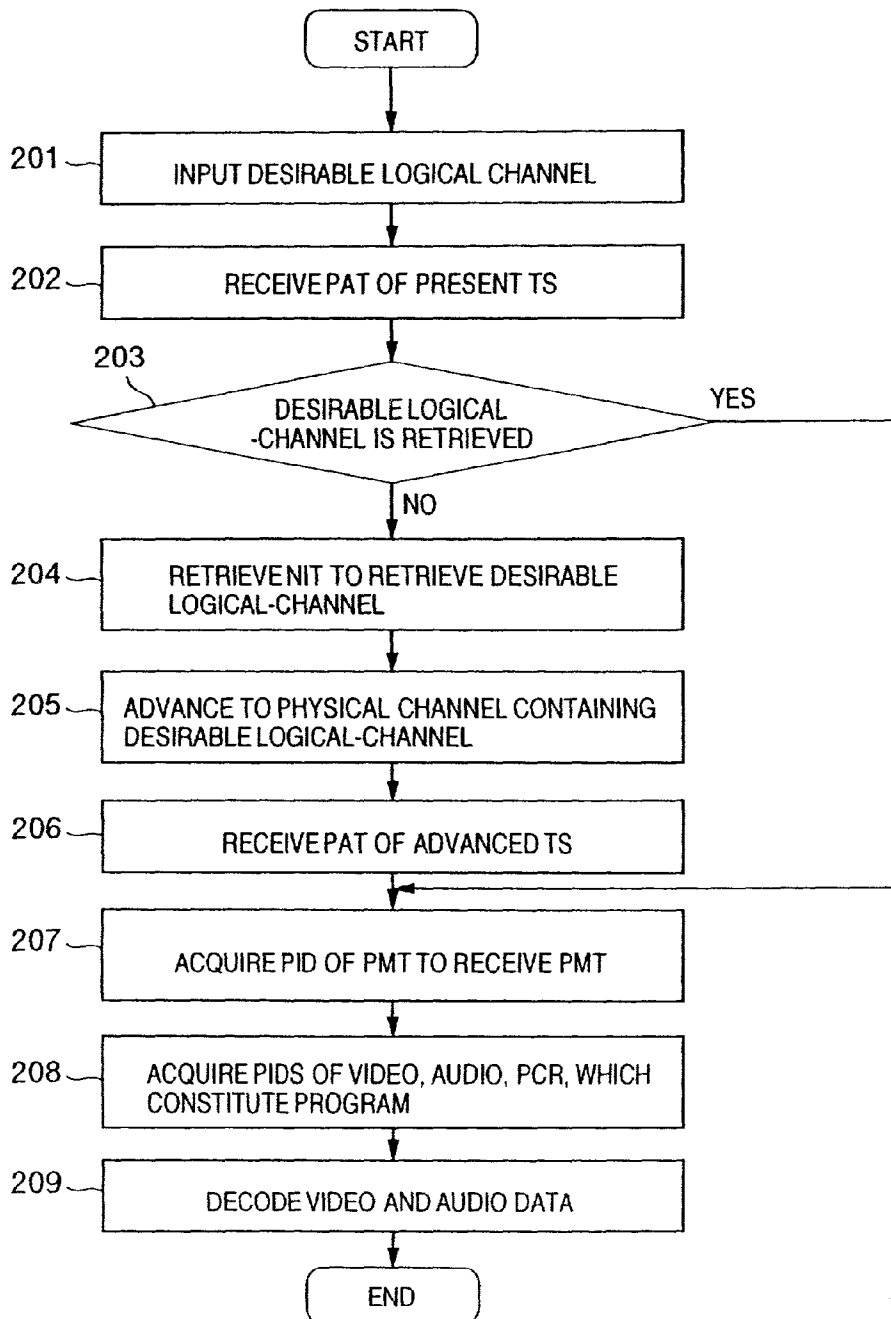 START
201
INPUT DESIRABLE LOGICAL CHANNEL
202
RECEIVE PAT OF PRESENT TS
203
DESIRABLE LOGICAL
-CHANNEL IS RETRIEVED
YES
NO
204
RETRIEVE NIT TO RETRIEVE DESIRABLE
LOGICAL-CHANNEL
205
ADVANCE TO PHYSICAL CHANNEL CONTAINING
DESIRABLE LOGICAL-CHANNEL
206
RECEIVE PAT OF ADVANCED TS
207
ACQUIRE PID OF PMT TO RECEIVE PMT
208
ACQUIRE PIDS OF VIDEO, AUDIO, PCR, WHICH
CONSTITUTE PROGRAM
209
DECODE VIDEO AND AUDIO DATA
END